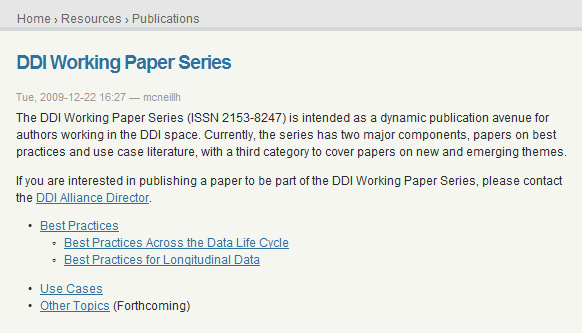 Home › Resources › Publications
DDI Working Paper Series
Tue, 2009-12-22 16:27 — mcneillh
The DDI Working Paper Series (ISSN 2153-8247) is intended as a dynamic publication avenue for
authors working in the DDI space. Currently, the series has two major components, papers on best
practices and use case literature, with a third category to cover papers on new and emerging themes.
If you are interested in publishing a paper to be part of the DDI Working Paper Series, please contact
the DDI Alliance Director.
• Best Practices
◦ Best Practices Across the Data Life Cycle
◦ Best Practices for Longitudinal Data
• Use Cases
• Other Topics (Forthcoming)